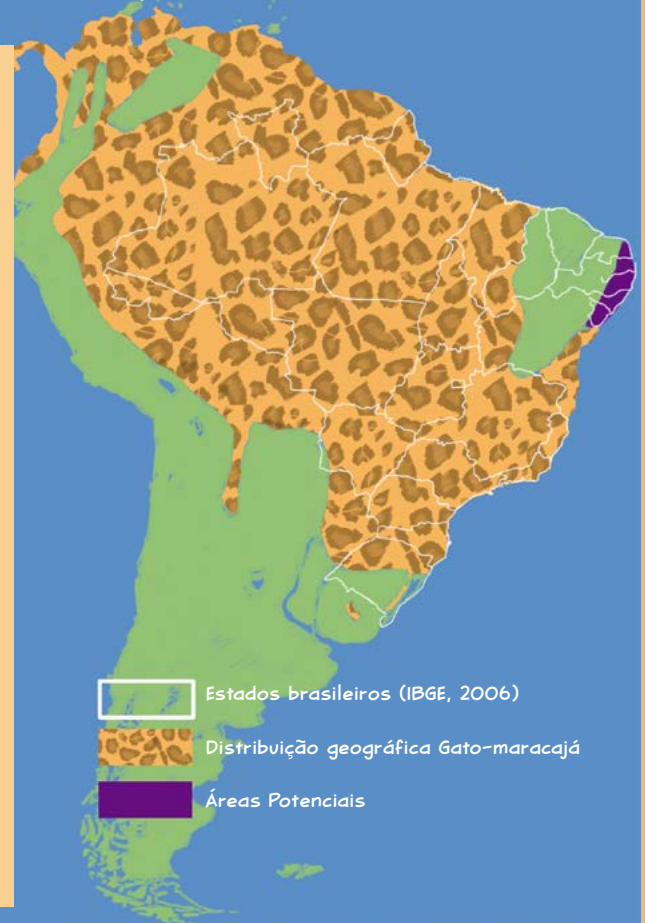 Estados brasileiros (IBGE, 2006)
Distribuição geográfica Gato-maracajá
Áreas Potenciais